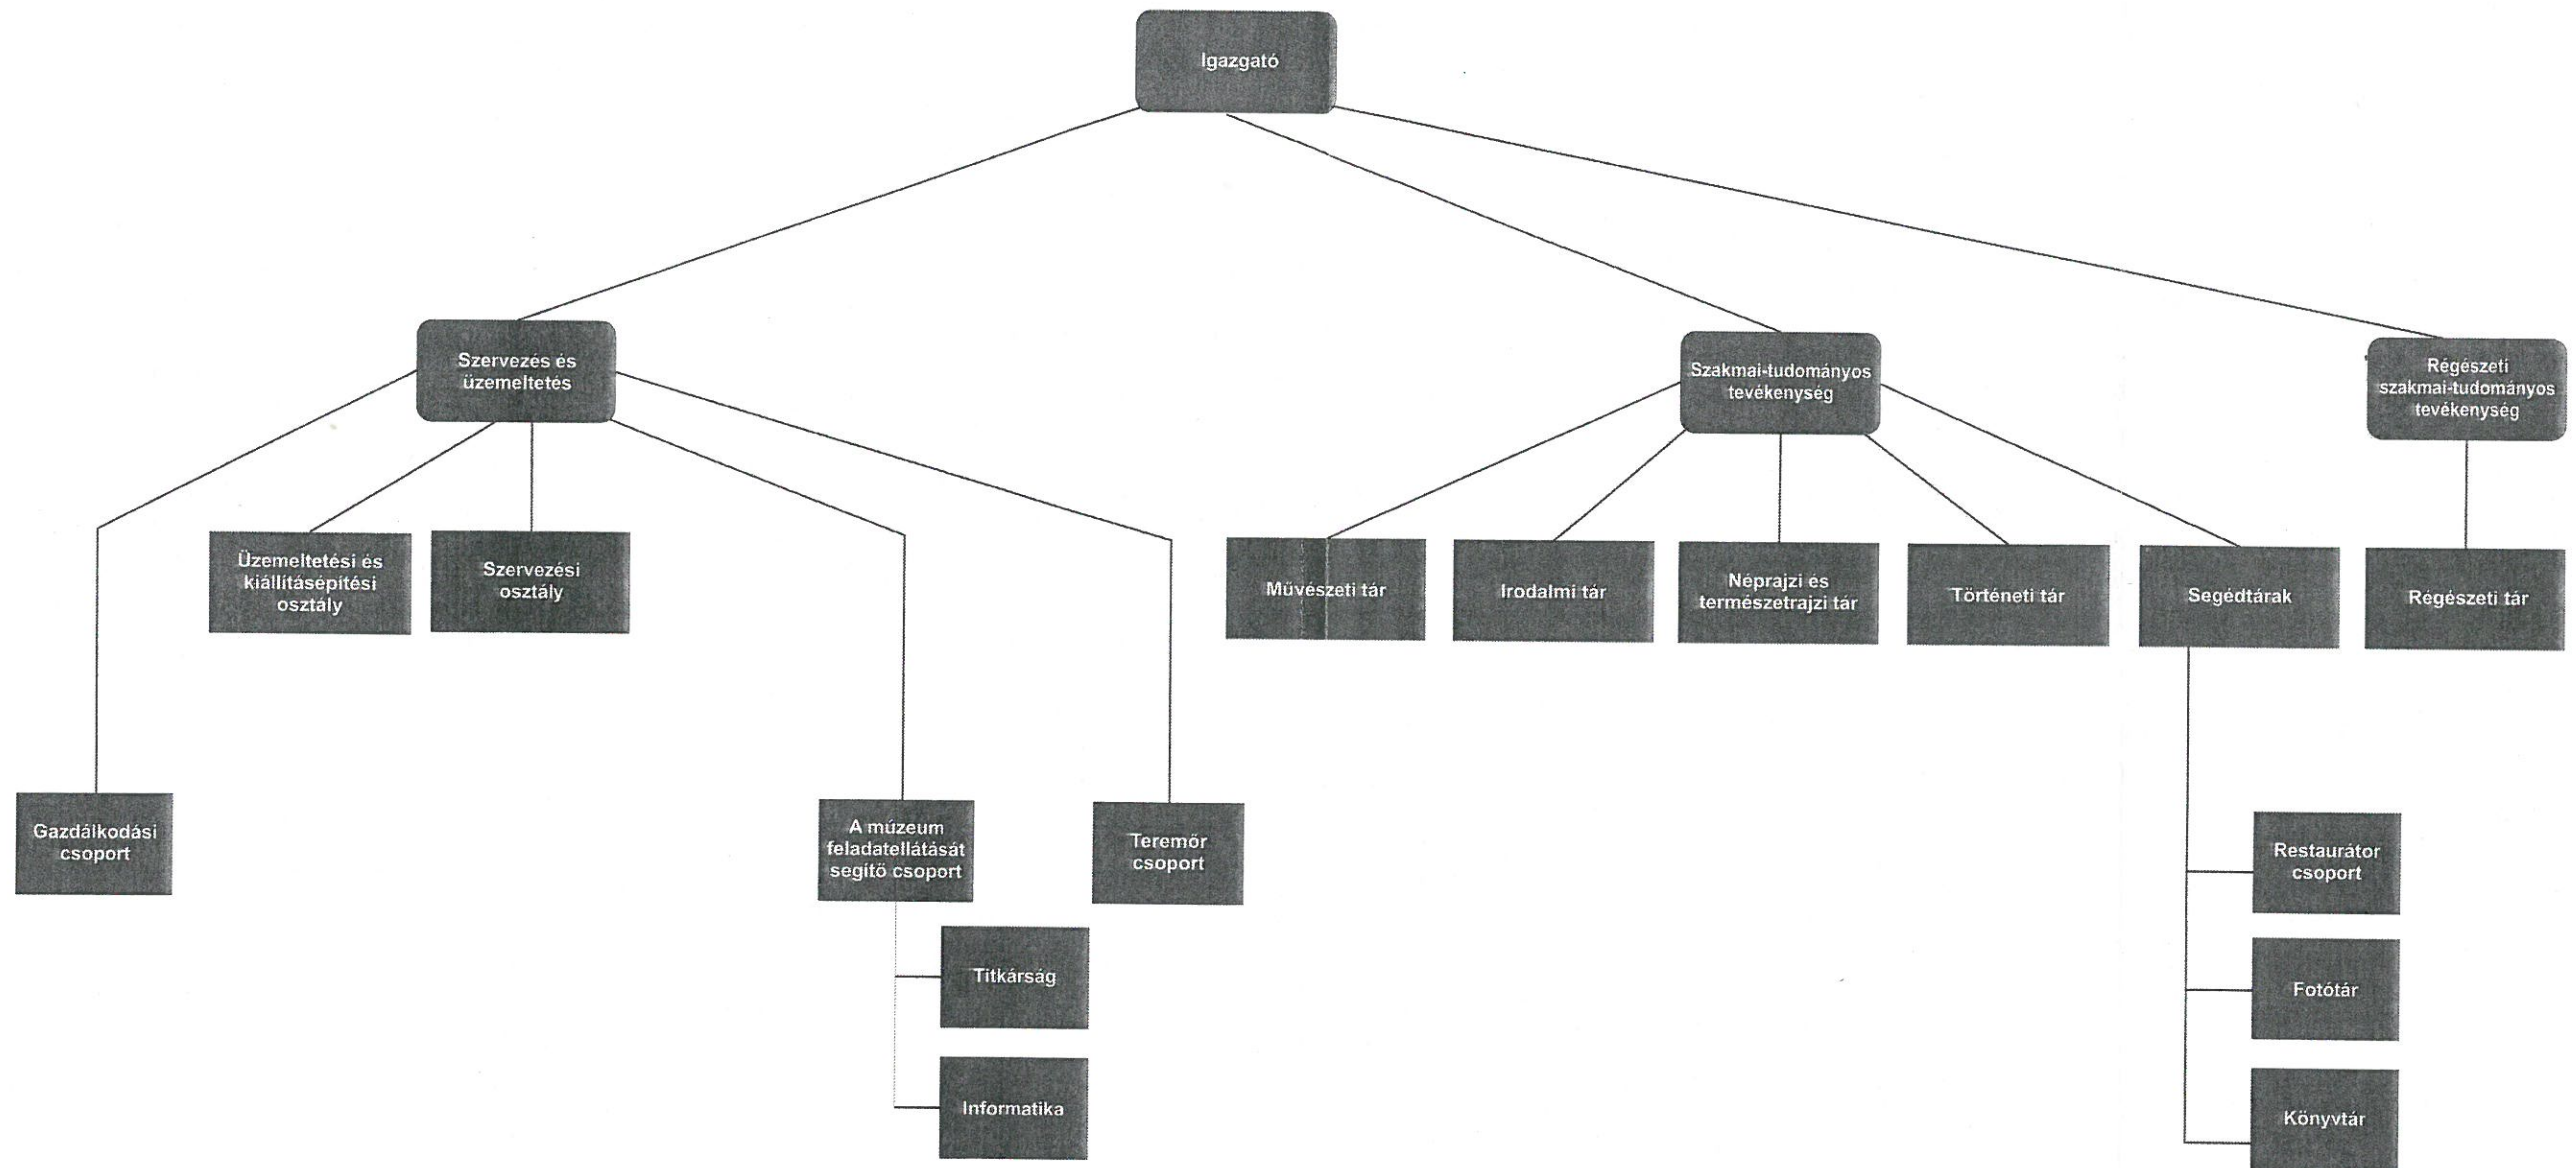 Igazgató
Szervezés és
üzemeltetés
Szakmai-tudományos
tevékenység
Régészeti
szakmai-tudományos
tevékenység
Üzemeltetési és
kiállításépítési
osztály
Szervezési
osztály
Művészeti tár
Irodalmi tár
Néprajzi és
természetrajzi tár
Történeti tár
Segédtárak
Régészeti tár
Gazdálkodási
csoport
A múzeum
feladatellátását
segítő csoport
Teremőr
csoport
Restaurátor
csoport
Titkárság
Fotótár
Informatika
Könyvtár